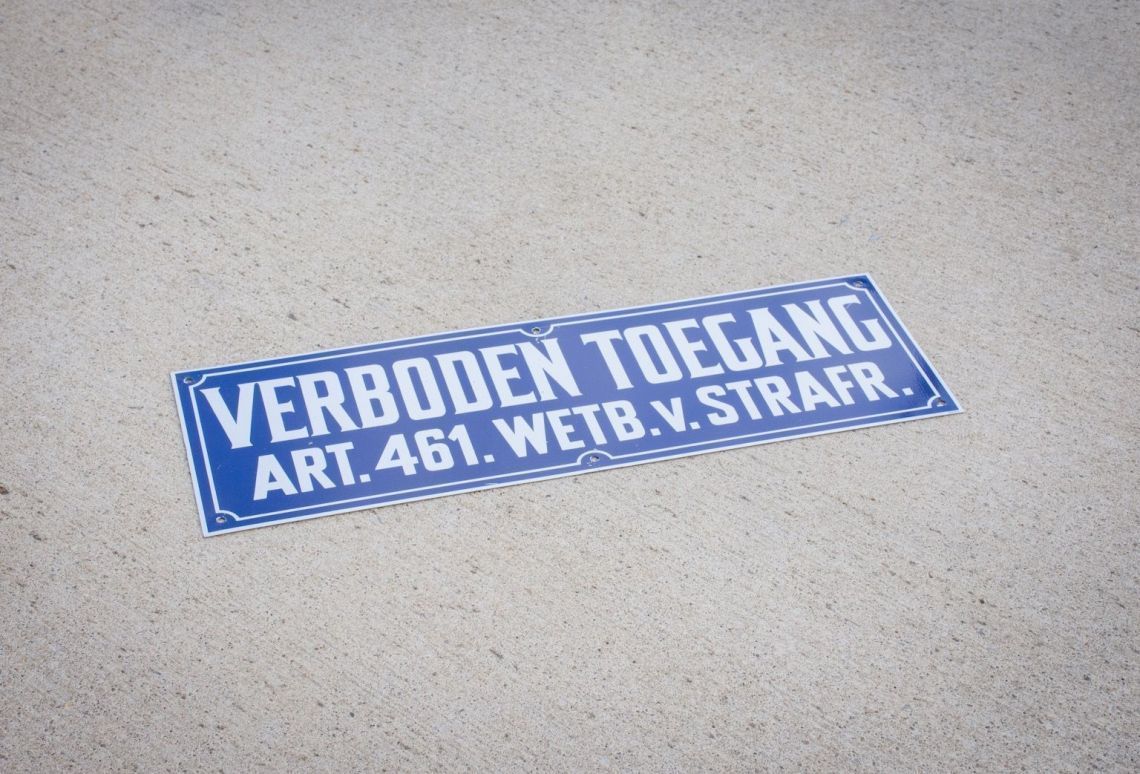 VERBODEN TOEGANG
ART. 461. WETB. V. STRAFR.